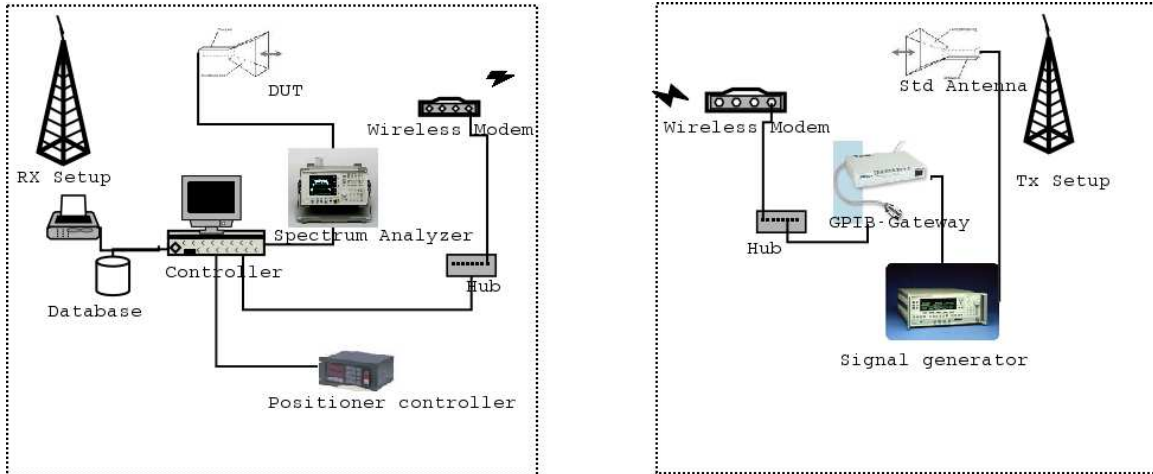 DUT
Wireless Modem
RX Setup
Spectrum Analyzer
Controller
Hub
Database
Positioner controller
Std Antenna
Wireless Modem
Tx Setup
GPIB-Gateway
Hub
Signal generator